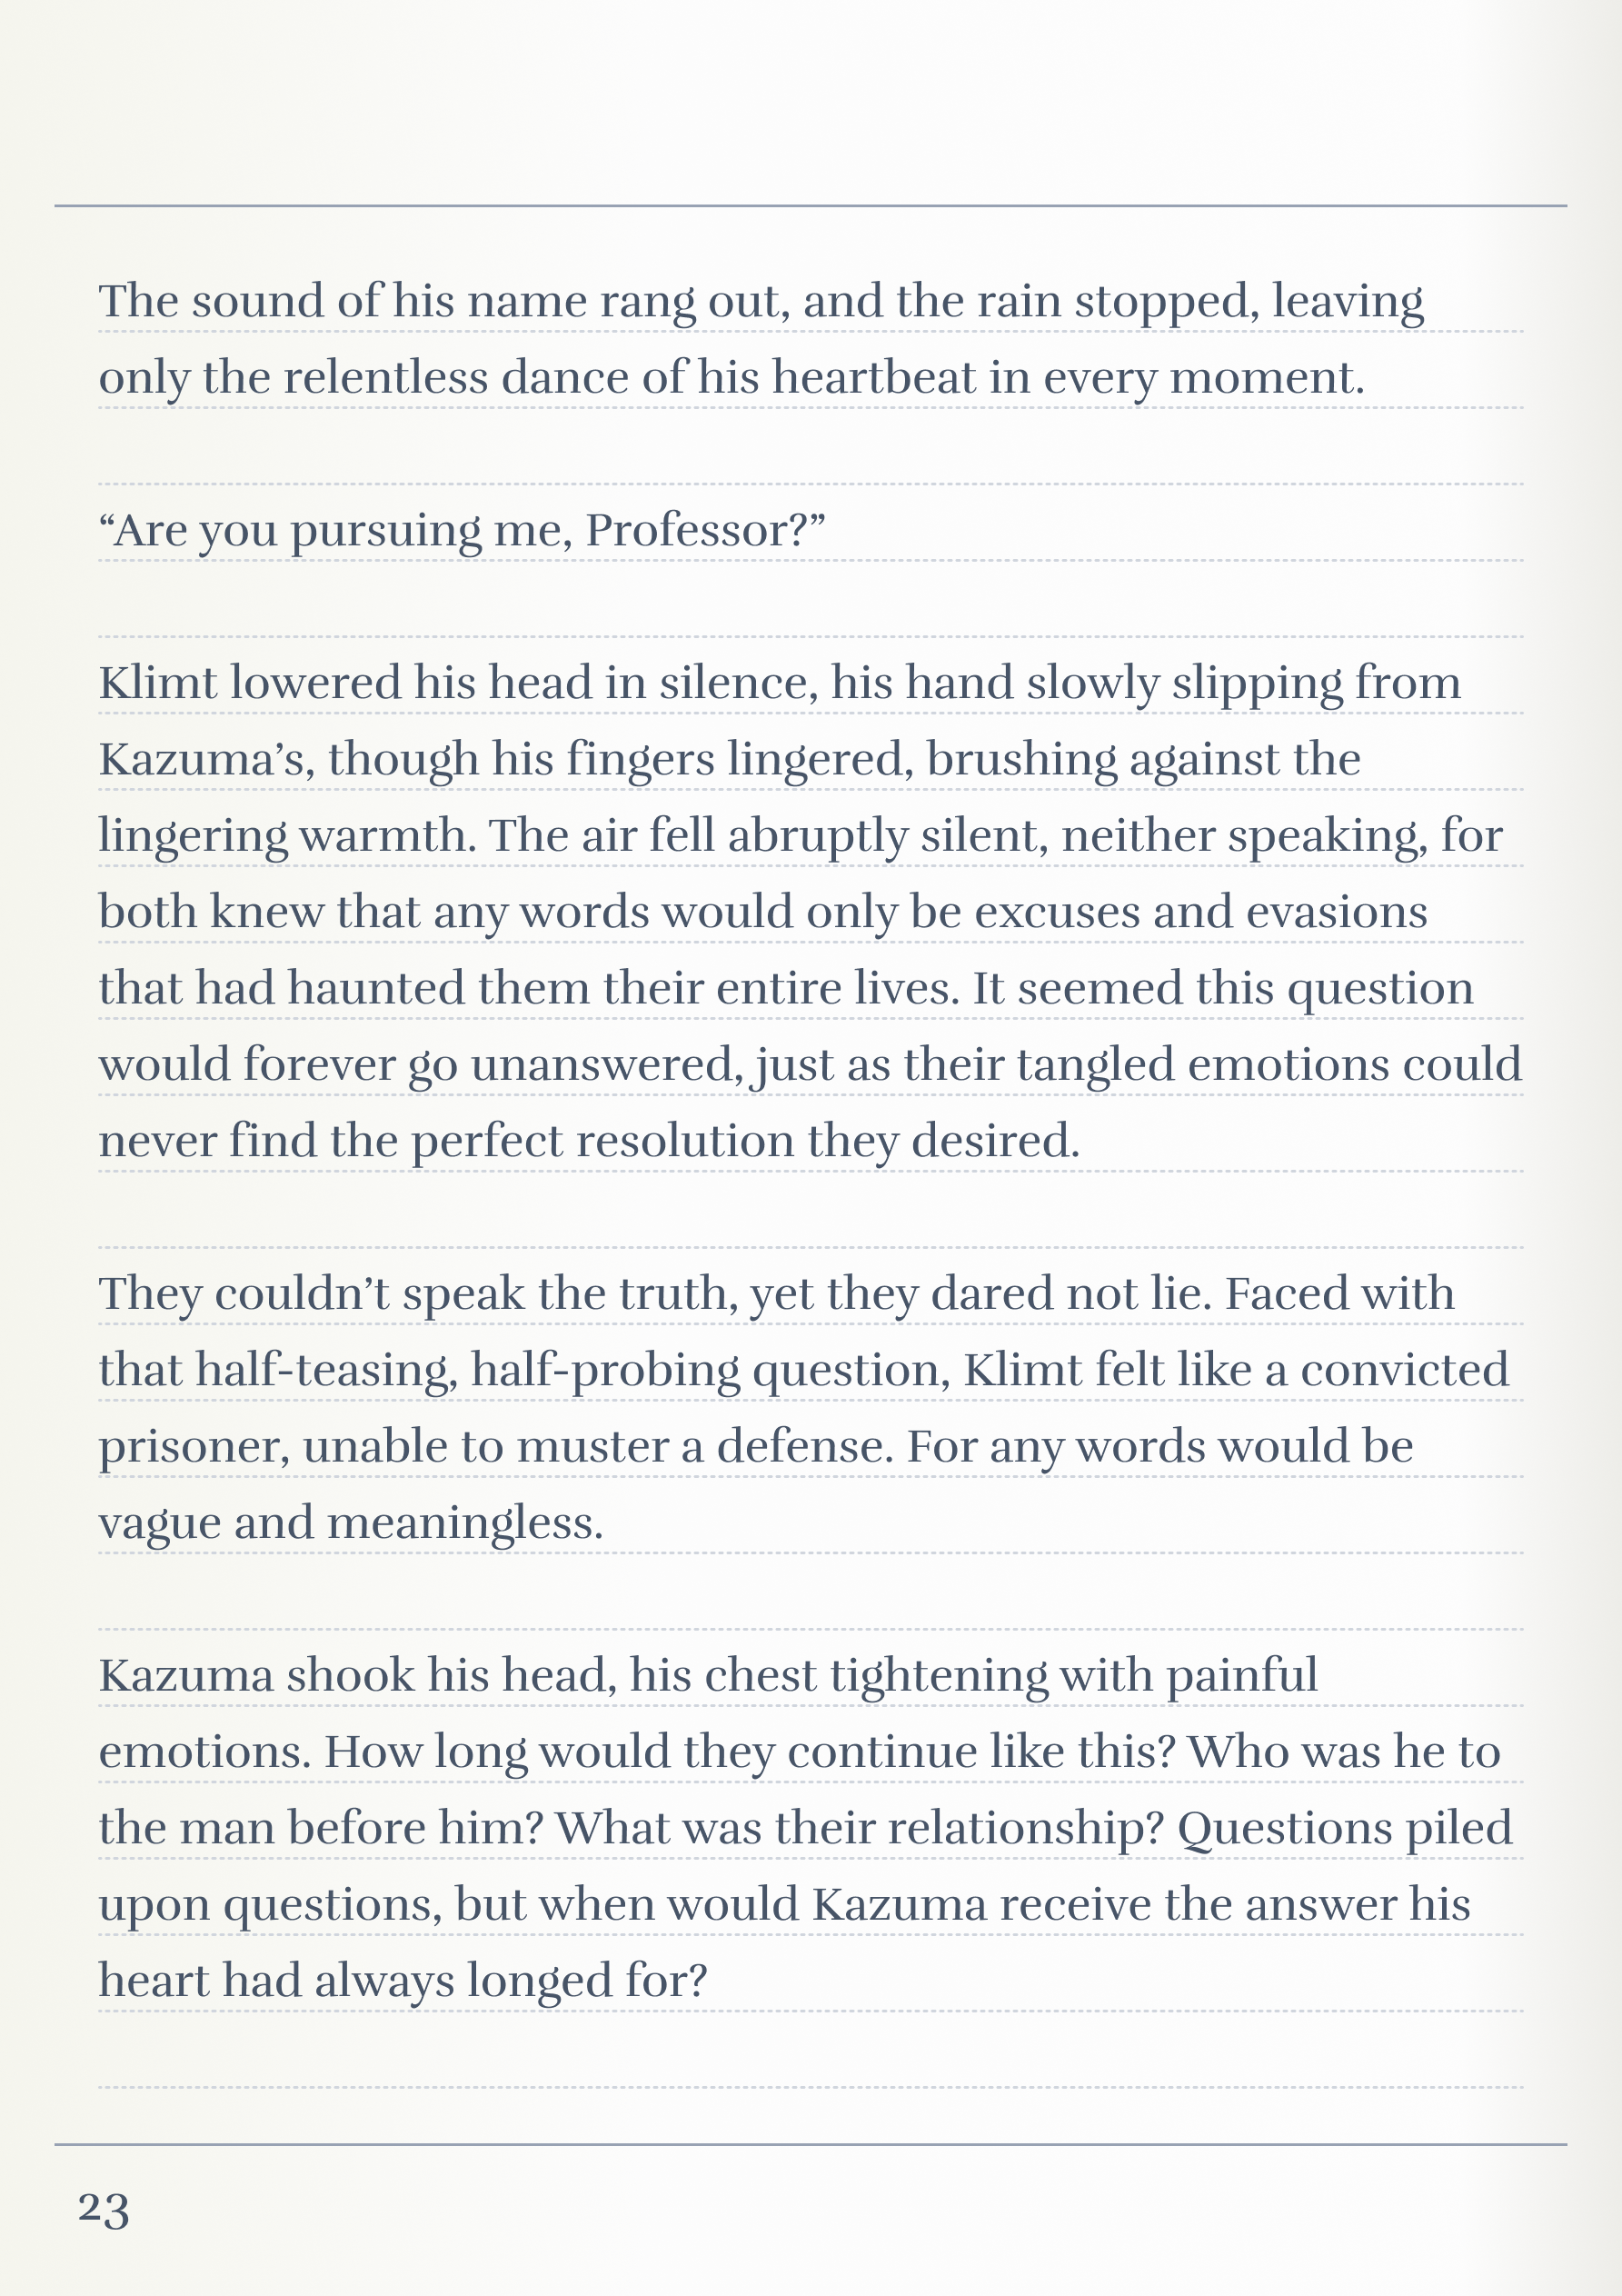 The sound of his name rang out, and the rain stopped, leaving
only the relentless dance of his heartbeat in every moment.
“Are you pursuing me, Professor?”
Klimt lowered his head in silence, his hand slowly slipping from
Kazuma’s, though his fingers lingered, brushing against the
lingering warmth. The air fell abruptly silent, neither speaking, for
both knew that any words would only be excuses and evasions
that had haunted them their entire lives. It seemed this question
would forever go unanswered, just as their tangled emotions could
never find the perfect resolution they desired.
They couldn’t speak the truth, yet they dared not lie. Faced with
that half-teasing, half-probing question, Klimt felt like a convicted
prisoner, unable to muster a defense. For any words would be
vague and meaningless.
Kazuma shook his head, his chest tightening with painful
emotions. How long would they continue like this? Who was he to
the man before him? What was their relationship? Questions piled
upon questions, but when would Kazuma receive the answer his
heart had always longed for?
23